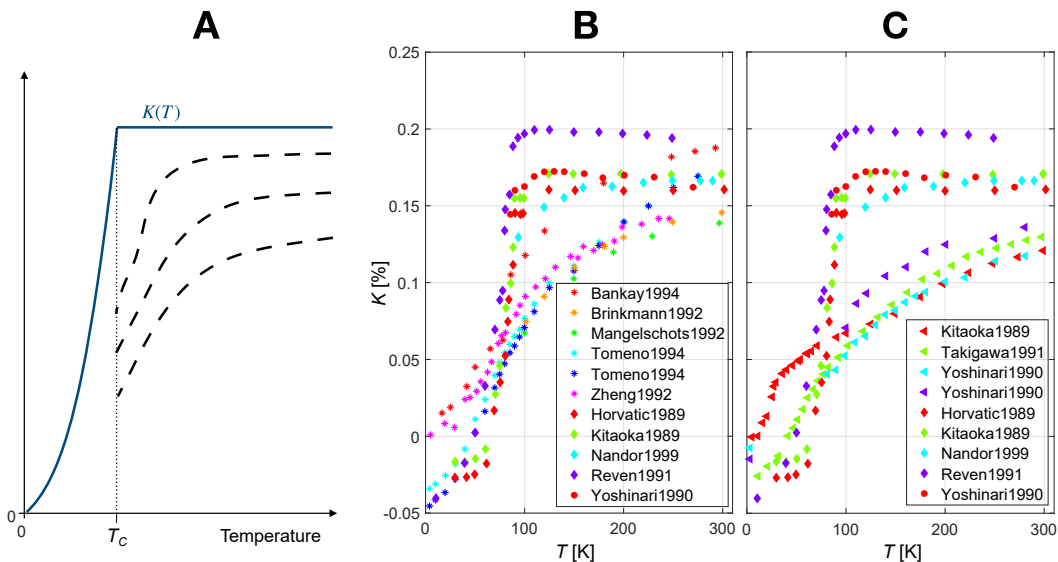 A
B
C
K(T)
0
0
T_C
Temperature
0.25
0.2
0.15
0.1
0.05
0
-0.05
K [%]
Bankay1994
Brinkmann1992
Mangelschots1992
Tomeno1994
Tomeno1994
Zheng1992
Horvatic1989
Kitaoka1989
Nandor1999
Reven1991
Yoshinari1990
0
100
200
300
T [K]
Kitaoka1989
Takigawa1991
Yoshinari1990
Yoshinari1990
Horvatic1989
Kitaoka1989
Nandor1999
Reven1991
Yoshinari1990
0
100
200
300
T [K]